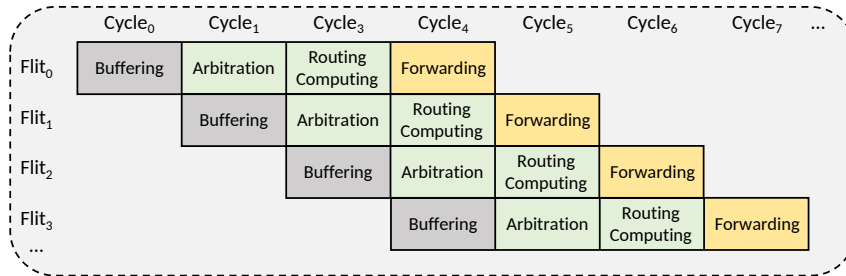 Cycle0 Cycle1 Cycle3 Cycle4 Cycle5 Cycle6 Cycle7 ...
Flit0 Buffering Arbitration Routing Computing Forwarding
Flit1 Buffering Arbitration Routing Computing Forwarding
Flit2 Buffering Arbitration Routing Computing Forwarding
Flit3 Buffering Arbitration Routing Computing Forwarding
...